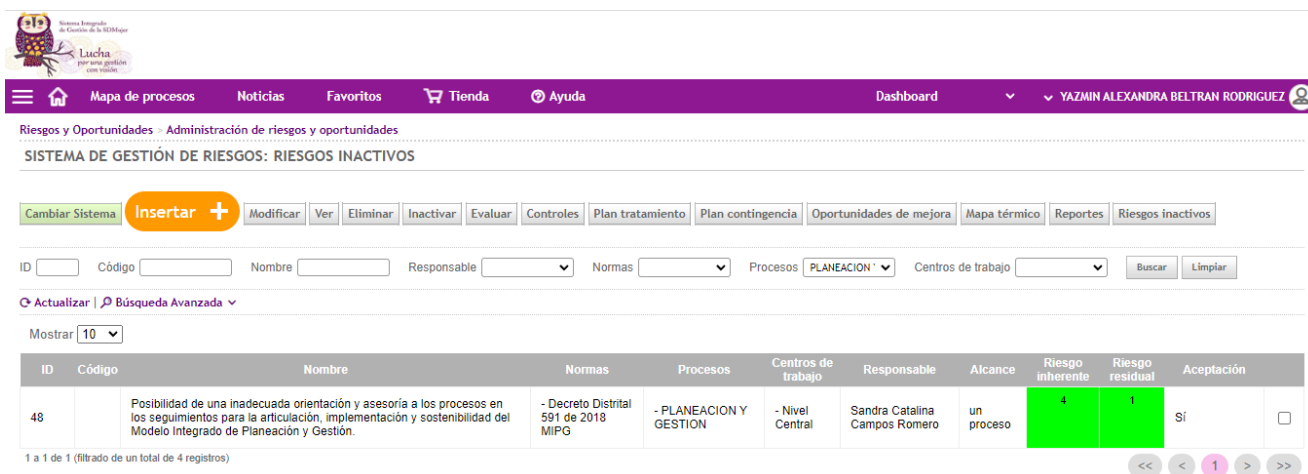 Sistema Integrado
de Gestión de la SDMujer
Lucha
por una gestión
con visión
Mapa de procesos Noticias Favoritos Tienda Ayuda Dashboard YAZMIN ALEXANDRA BELTRAN RODRIGUEZ
Riesgos y Oportunidades > Administración de riesgos y oportunidades
SISTEMA DE GESTIÓN DE RIESGOS: RIESGOS INACTIVOS
Cambiar Sistema Insertar + Modificar Ver Eliminar Inactivar Evaluar Controles Plan tratamiento Plan contingencia Oportunidades de mejora Mapa térmico Reportes Riesgos inactivos
ID Código Nombre Responsable Normas Procesos PLANEACION Y Centros de trabajo Buscar Limpiar
Actualizar | Búsqueda Avanzada
Mostrar 10
ID Código Nombre Normas Procesos Centros de trabajo Responsable Alcance Riesgo inherente Riesgo residual Aceptación
48 Posibilidad de una inadecuada orientación y asesoría a los procesos en
los seguimientos para la articulación, implementación y sostenibilidad del
Modelo Integrado de Planeación y Gestión.
- Decreto Distrital
591 de 2018
MIPG
- PLANEACION Y
GESTION
- Nivel
Central
Sandra Catalina
Campos Romero
un
proceso
4 1 Sí
1 a 1 de 1 (filtrado de un total de 4 registros)
<< < 1 > >>